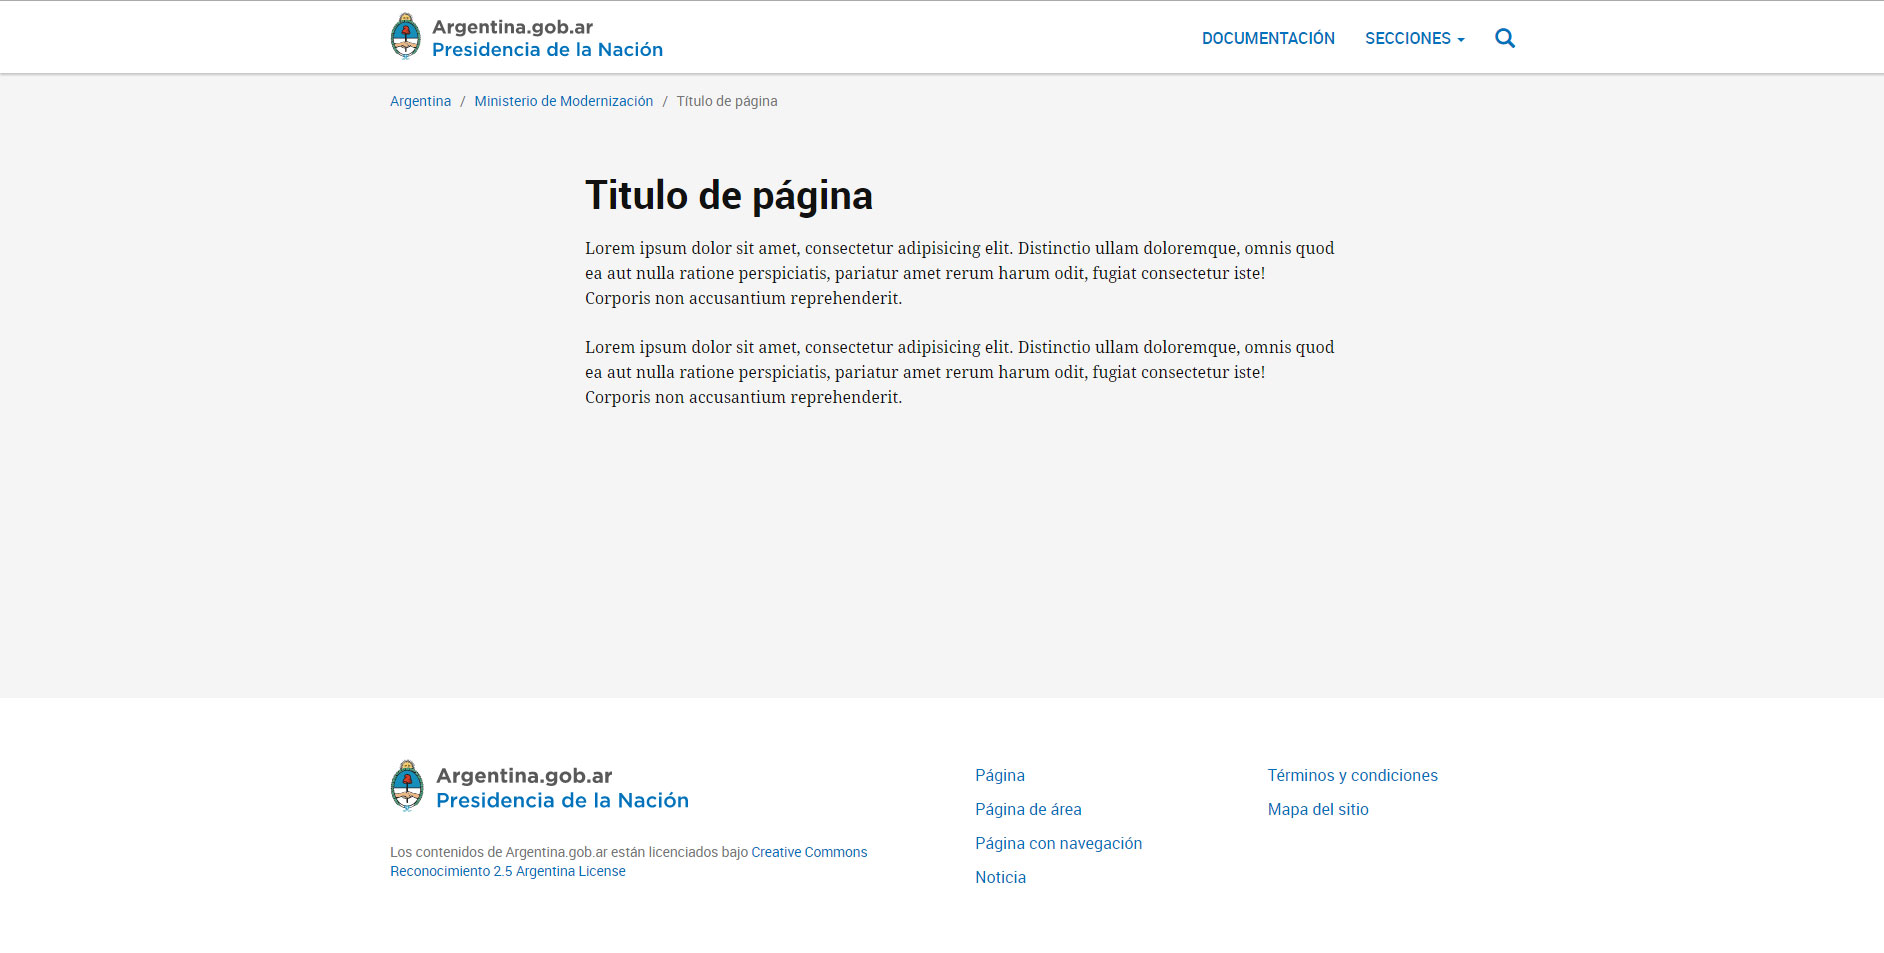 Argentina.gob.ar
Presidencia de la Nación
DOCUMENTACIÓN SECCIONES
Argentina / Ministerio de Modernización / Título de página
Titulo de página
Lorem ipsum dolor sit amet, consectetur adipisicing elit. Distinctio ullam doloremque, omnis quod
ea aut nulla ratione perspiciatis, pariatur amet rerum harum odit, fugiat consectetur iste!
Corporis non accusantium reprehenderit.
Lorem ipsum dolor sit amet, consectetur adipisicing elit. Distinctio ullam doloremque, omnis quod
ea aut nulla ratione perspiciatis, pariatur amet rerum harum odit, fugiat consectetur iste!
Corporis non accusantium reprehenderit.
Argentina.gob.ar
Presidencia de la Nación
Los contenidos de Argentina.gob.ar están licenciados bajo Creative Commons
Reconocimiento 2.5 Argentina License
Página
Página de área
Página con navegación
Noticia
Términos y condiciones
Mapa del sitio